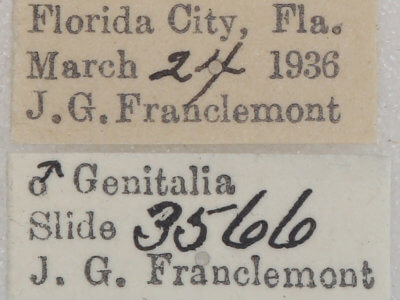 Florida City, Fla.
March 24 1936
J.G. Franclemont
♂ Genitalia
Slide 3566
J. G. Franclemont